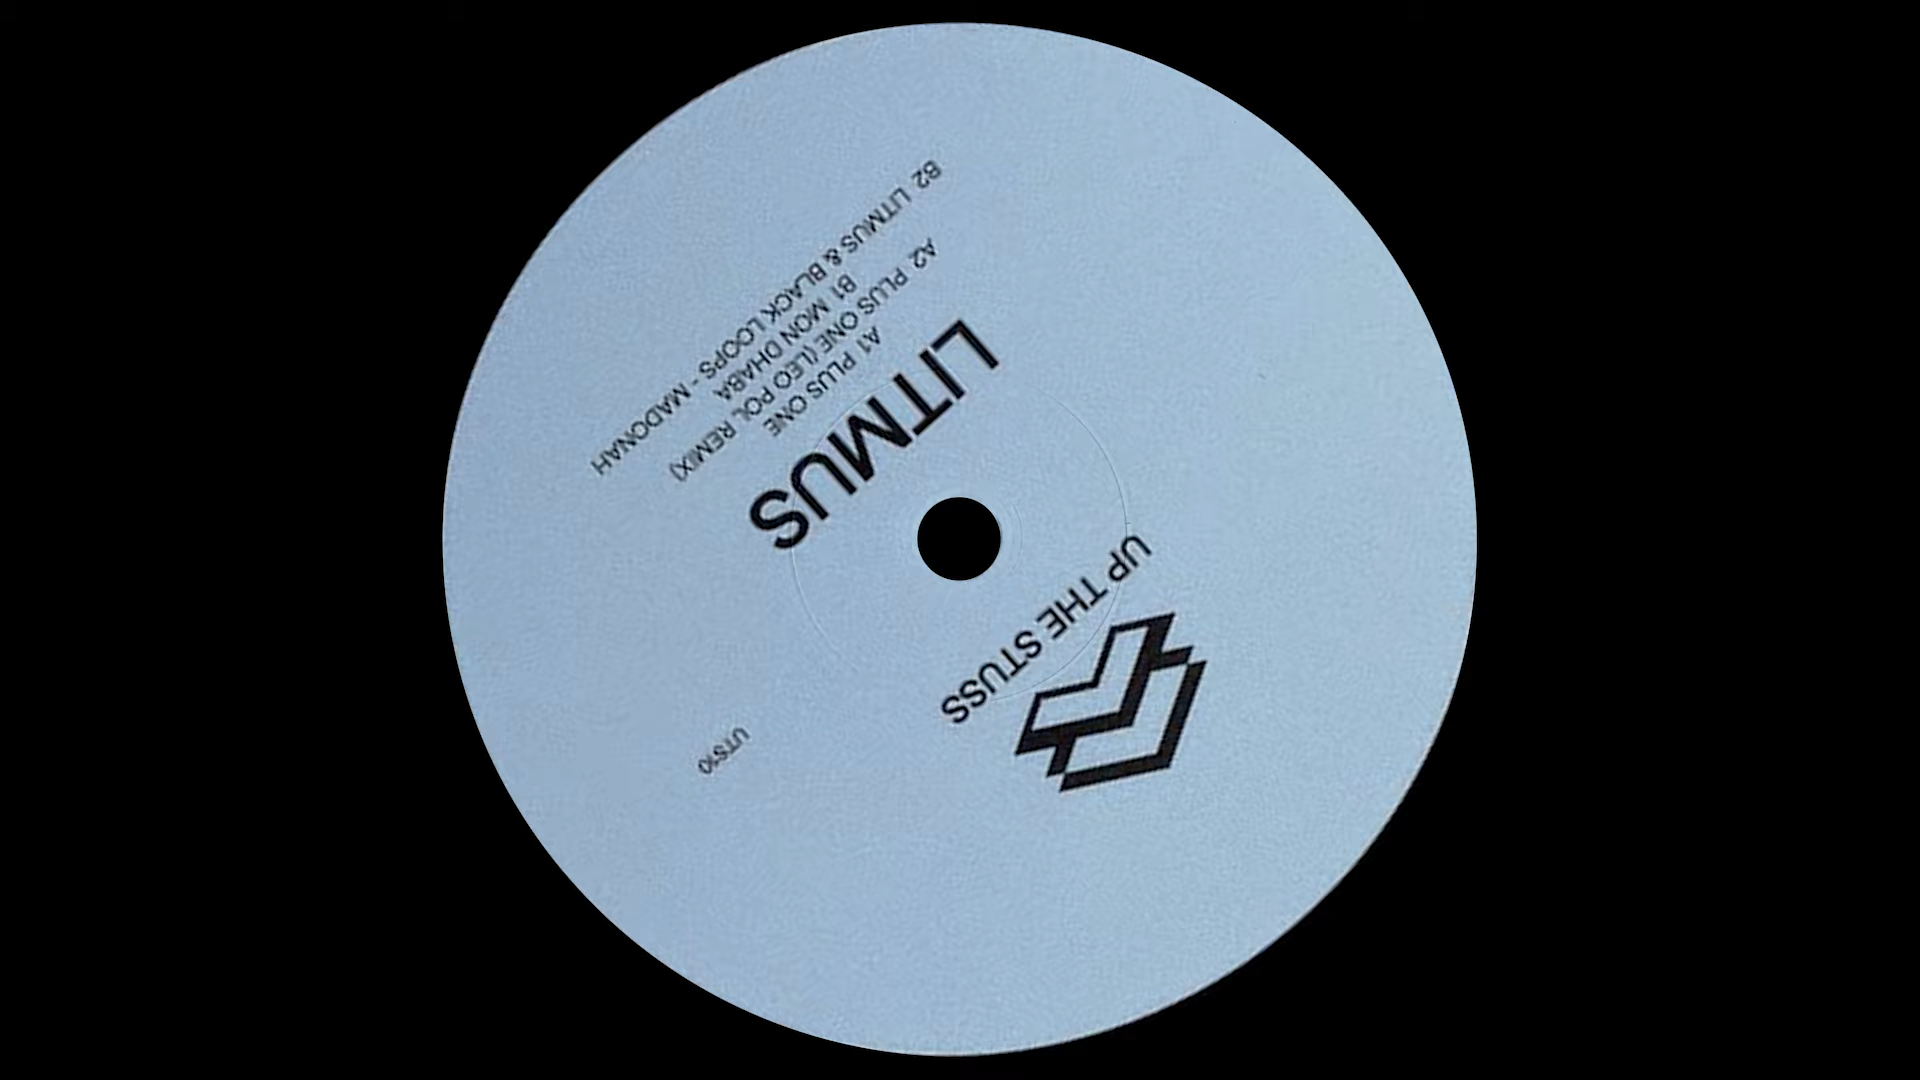 UP THE STUSS
UTS10
LITMUS
A1 PLUS ONE
A2 PLUS ONE (LEO POL REMIX)
B1 MON DHABA
B2 LITMUS & BLACK LOOPS - MADONAH